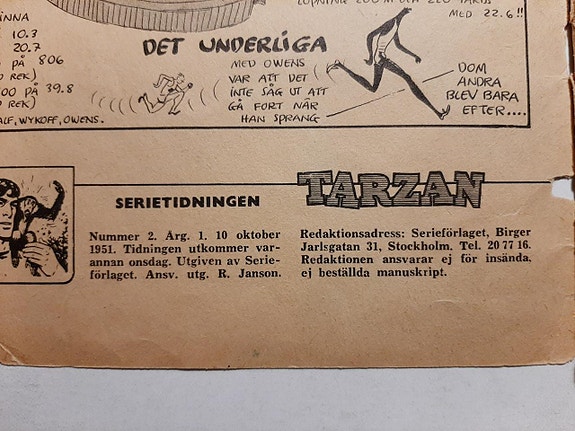 LÖPNING 200 M OCH 220 YARDS
MED 22.6!!
ÄNNA
10.3
20.7
PÅ 806
REK)
00 PÅ 39.8
D REK)
ALF, WYKOFF, OWENS.
DET UNDERLIGA
MED OWENS
VAR ATT DET
INTE SÅG UT ATT
GÅ FORT NÄR
HAN SPRANG
DOM
ANDRA
BLEV BARA
EFTER....
SERIETIDNINGEN
TARZAN
Nummer 2. Årg. 1. 10 oktober
1951. Tidningen utkommer var-
annan onsdag. Utgiven av Serie-
förlaget. Ansv. utg. R. Janson.
Redaktionsadress: Serieförlaget, Birger
Jarlsgatan 31, Stockholm. Tel. 20 77 16.
Redaktionen ansvarar ej för insända,
ej beställda manuskript.